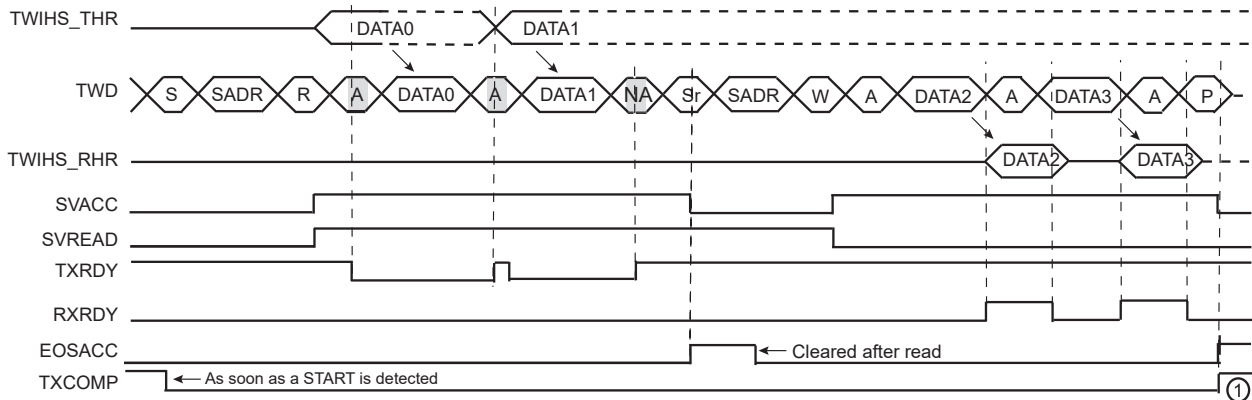 TWIHS_THR DATA0 DATA1
TWD S SADR R A DATA0 A DATA1 NA Sr SADR W A DATA2 A DATA3 A P
TWIHS_RHR DATA2 DATA3
SVACC
SVREAD
TXRDY
RXRDY
EOSACC Cleared after read
TXCOMP As soon as a START is detected 1